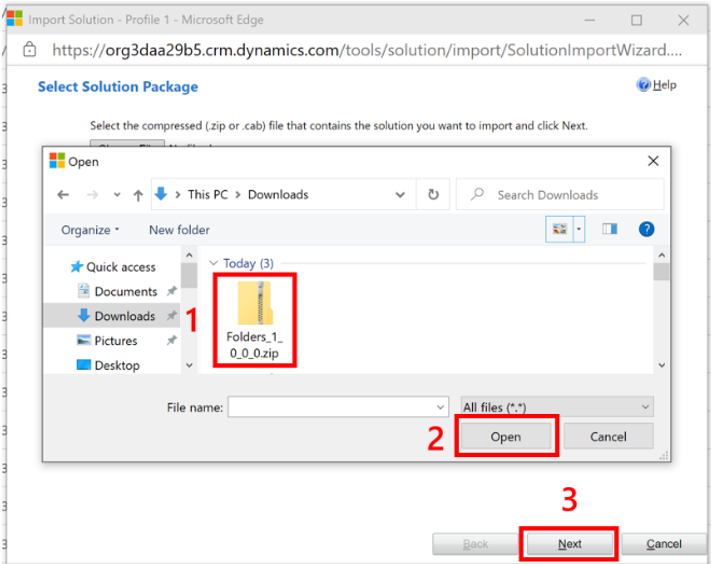 Import Solution - Profile 1 - Microsoft Edge
https://org3daa29b5.crm.dynamics.com/tools/solution/import/SolutionImportWizard....
Select Solution Package
Help
Select the compressed (.zip or .cab) file that contains the solution you want to import and click Next.
Open
This PC > Downloads
Search Downloads
Organize
New folder
Quick access
Today (3)
Documents
Downloads
1
Pictures
Desktop
Folders_1_
0_0_0.zip
File name:
All files (*.*)
2
Open
Cancel
3
Back
Next
Cancel